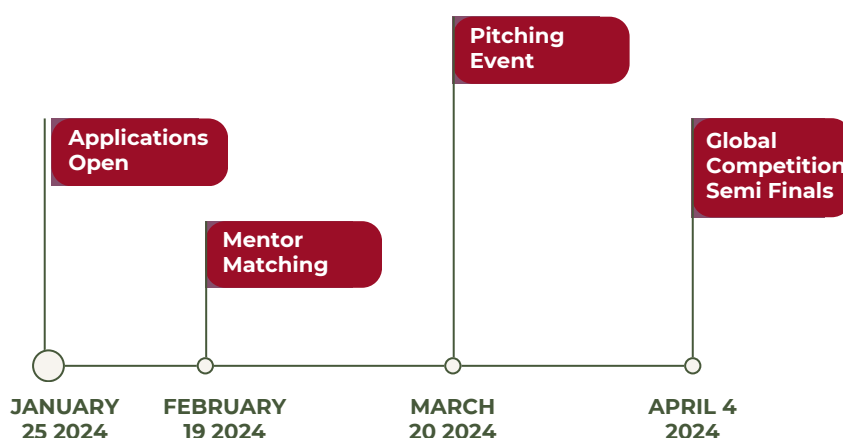 Pitching
Event
Applications
Open
Global
Competition
Semi Finals
Mentor
Matching
JANUARY
25 2024
FEBRUARY
19 2024
MARCH
20 2024
APRIL 4
2024